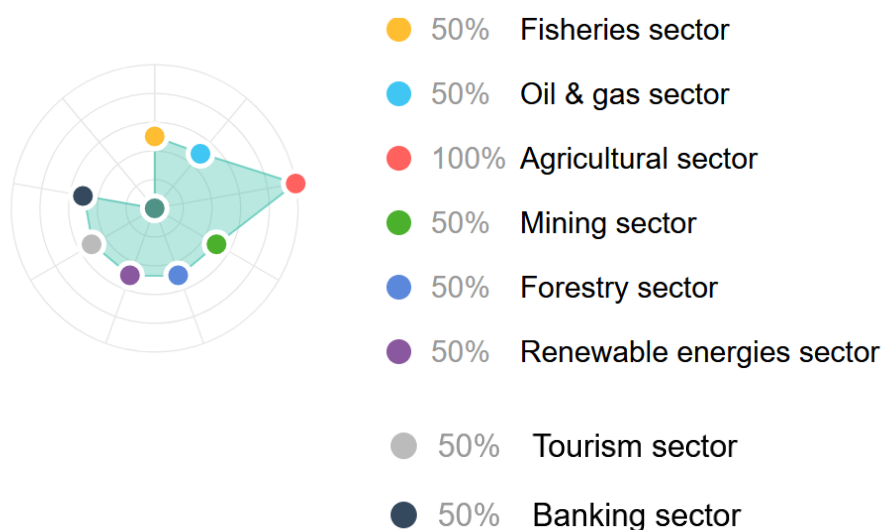 50% Fisheries sector
50% Oil & gas sector
100% Agricultural sector
50% Mining sector
50% Forestry sector
50% Renewable energies sector
50% Tourism sector
50% Banking sector